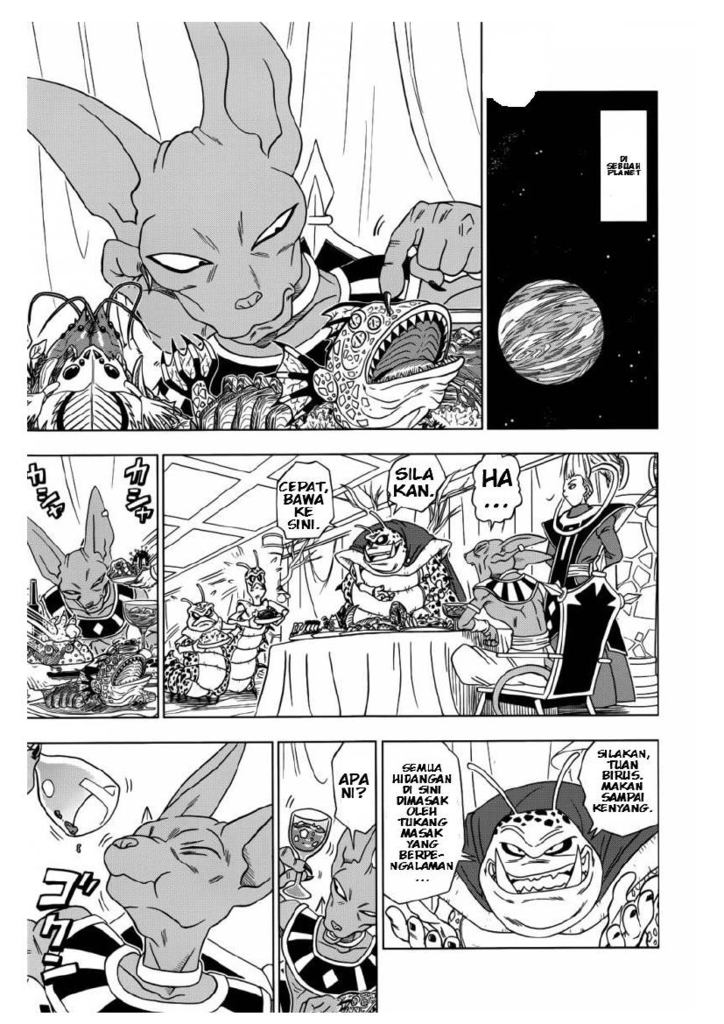 DI
SEBUAH
PLANET
HA
...
SILA
KAN.
CEPAT,
BAWA
KE
SINI.
カシャ
カシャ
SILAKAN,
TUAN
BIRUS.
MAKAN
SAMPAI
KENYANG.
SEMUA
HIDANGAN
DI SINI
DIMASAK
OLEH
TUKANG
MASAK
YANG
BERPE-
NGALAMAN
...
APA
NI?
ゴクン